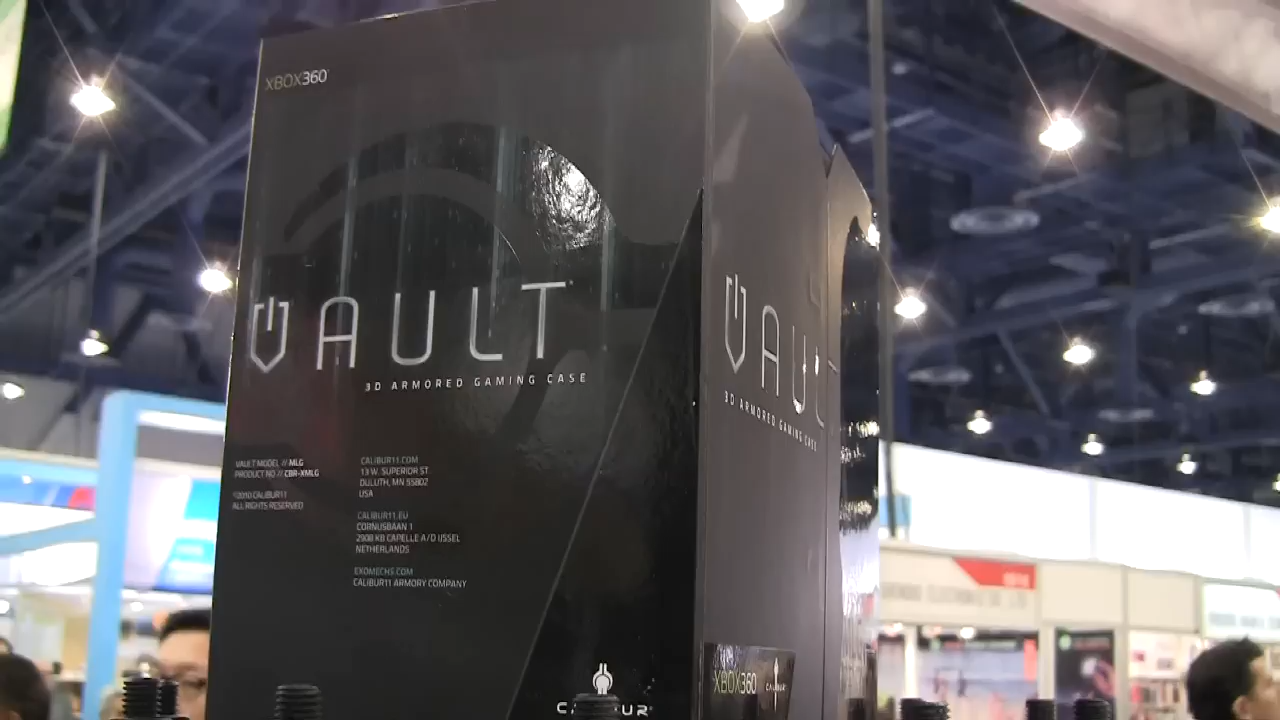 XBOX360
VAULT
3D ARMORED GAMING CASE
VAULT MODEL // MLG
PRODUCT NO // CBR-XMLG
©2010 CALIBUR11
ALL RIGHTS RESERVED
CALIBUR11.COM
13 W. SUPERIOR ST
DULUTH, MN 55802
USA
CALIBUR11.EU
CORNUSBAAN 1
2908 KB CAPELLE A/D IJSSEL
NETHERLANDS
EXOMECHS.COM
CALIBUR11 ARMORY COMPANY
VAULT
3D ARMORED GAMING CASE
XBOX360
CALIBUR